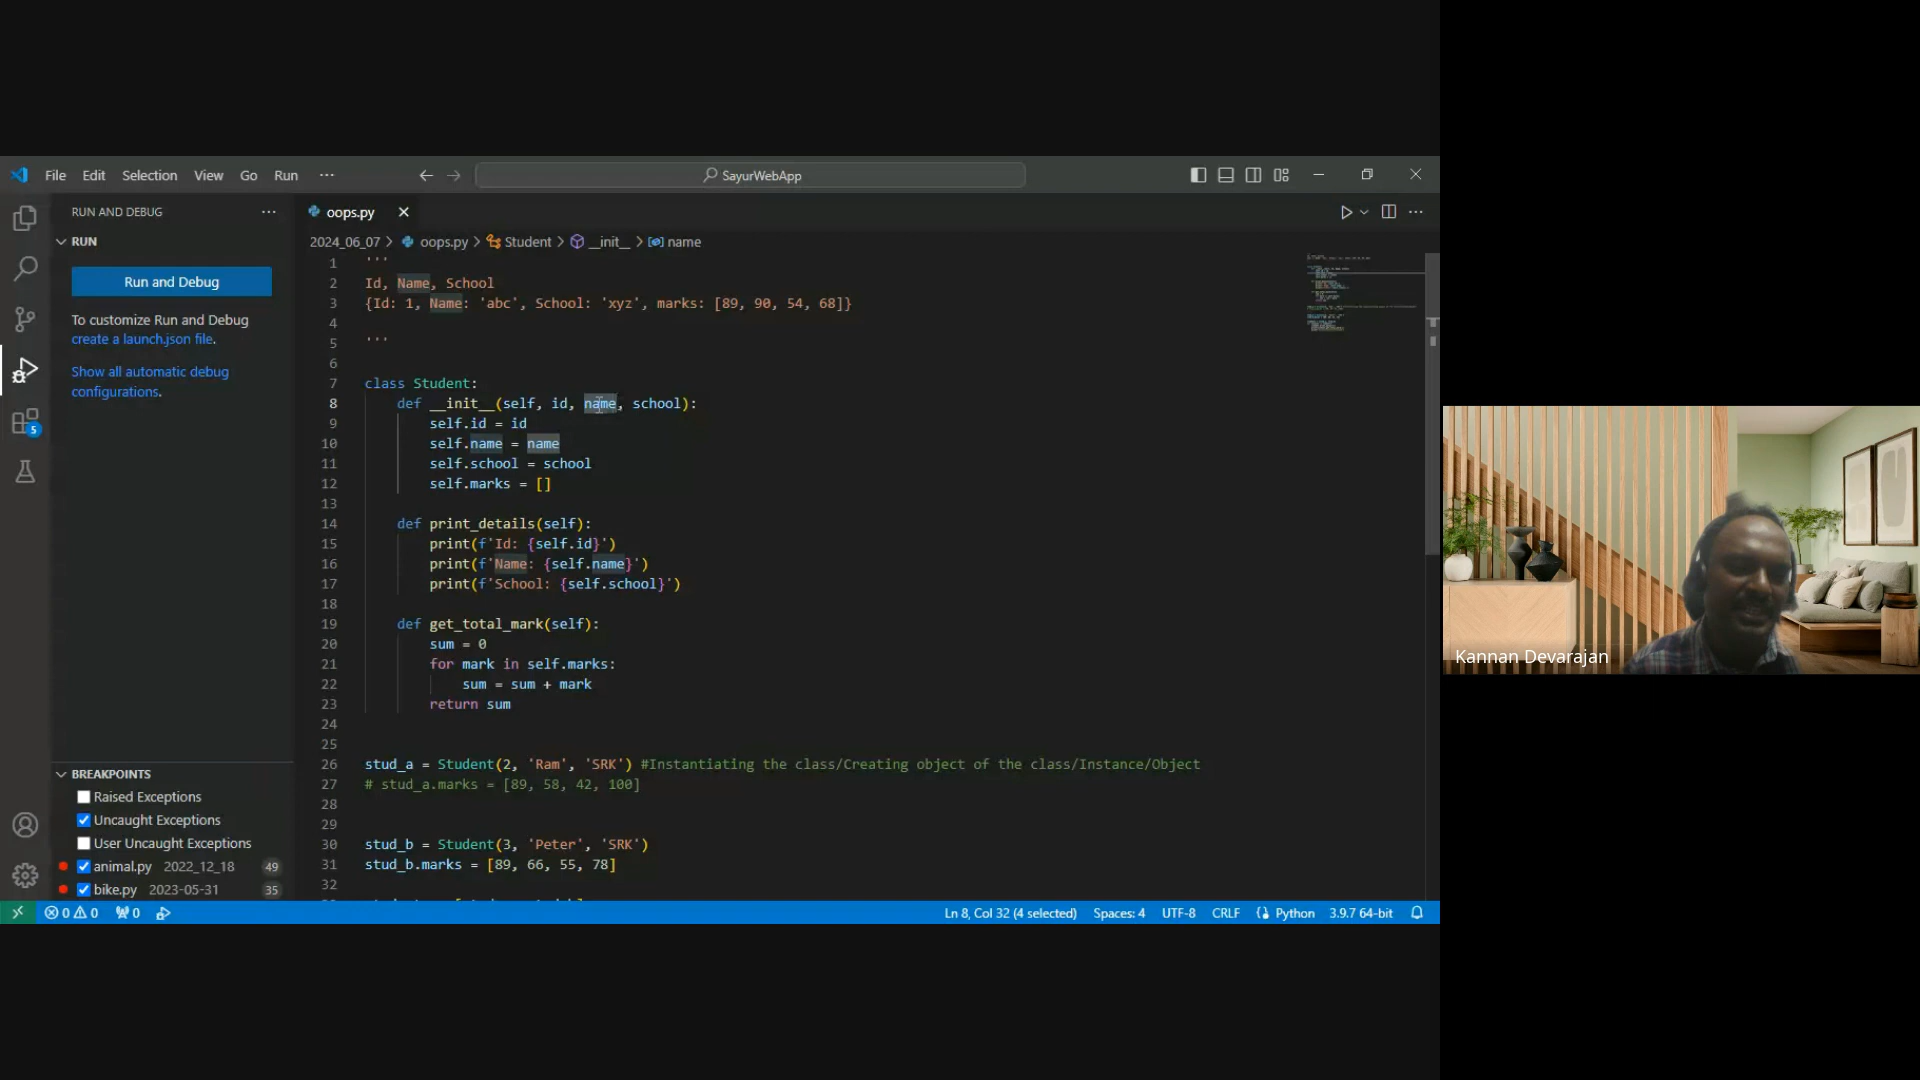 File Edit Selection View Go Run ···
SayurWebApp
RUN AND DEBUG ···
RUN
Run and Debug
To customize Run and Debug
create a launch.json file.
Show all automatic debug
configurations.
oops.py
2024_06_07 > oops.py > Student > __init__ > name
1 '''
2 Id, Name, School
3 {Id: 1, Name: 'abc', School: 'xyz', marks: [89, 90, 54, 68]}
4
5 '''
6
7 class Student:
8 def __init__(self, id, name, school):
9 self.id = id
10 self.name = name
11 self.school = school
12 self.marks = []
13
14 def print_details(self):
15 print(f'Id: {self.id}')
16 print(f'Name: {self.name}')
17 print(f'School: {self.school}')
18
19 def get_total_mark(self):
20 sum = 0
21 for mark in self.marks:
22 sum = sum + mark
23 return sum
24
25
26 stud_a = Student(2, 'Ram', 'SRK') #Instantiating the class/Creating object of the class/Instance/Object
27 # stud_a.marks = [89, 58, 42, 100]
28
29
30 stud_b = Student(3, 'Peter', 'SRK')
31 stud_b.marks = [89, 66, 55, 78]
32
BREAKPOINTS
Raised Exceptions
Uncaught Exceptions
User Uncaught Exceptions
animal.py 2022_12_18 49
bike.py 2023-05-31 35
5
0 0 0
Ln 8, Col 32 (4 selected) Spaces: 4 UTF-8 CRLF Python 3.9.7 64-bit
Kannan Devarajan